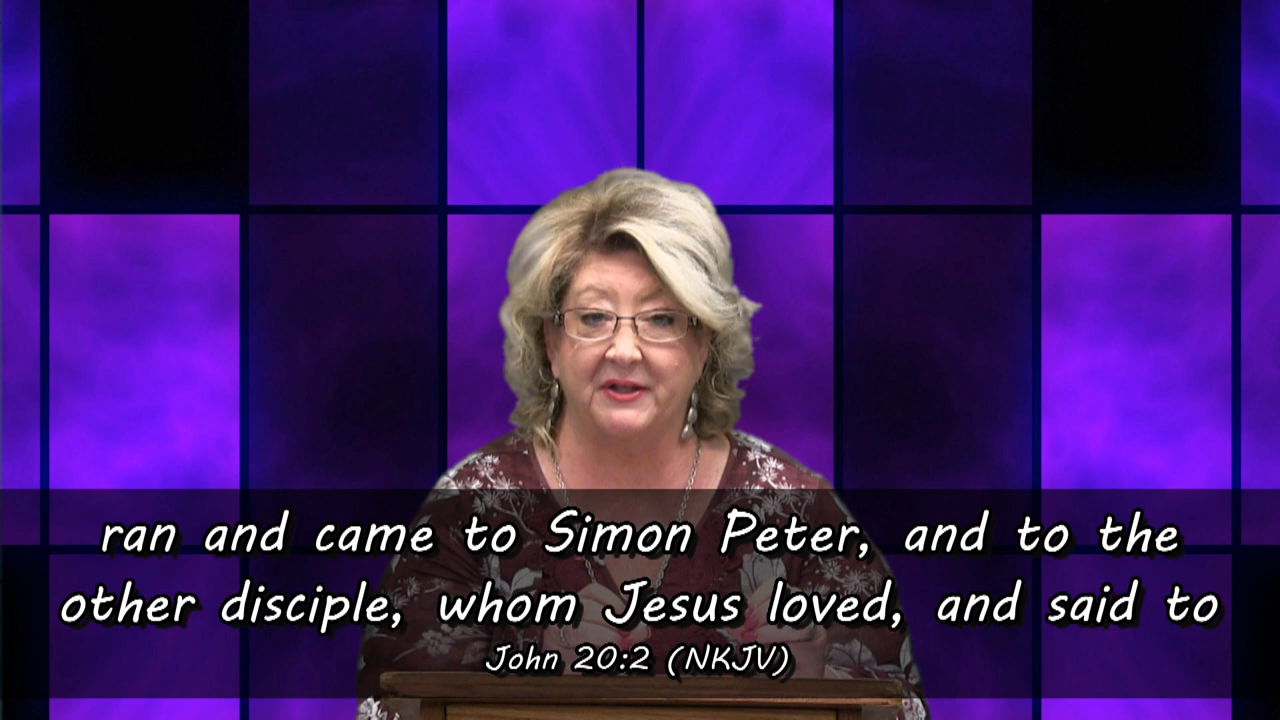 ran and came to Simon Peter, and to the
other disciple, whom Jesus loved, and said to
John 20:2 (NKJV)